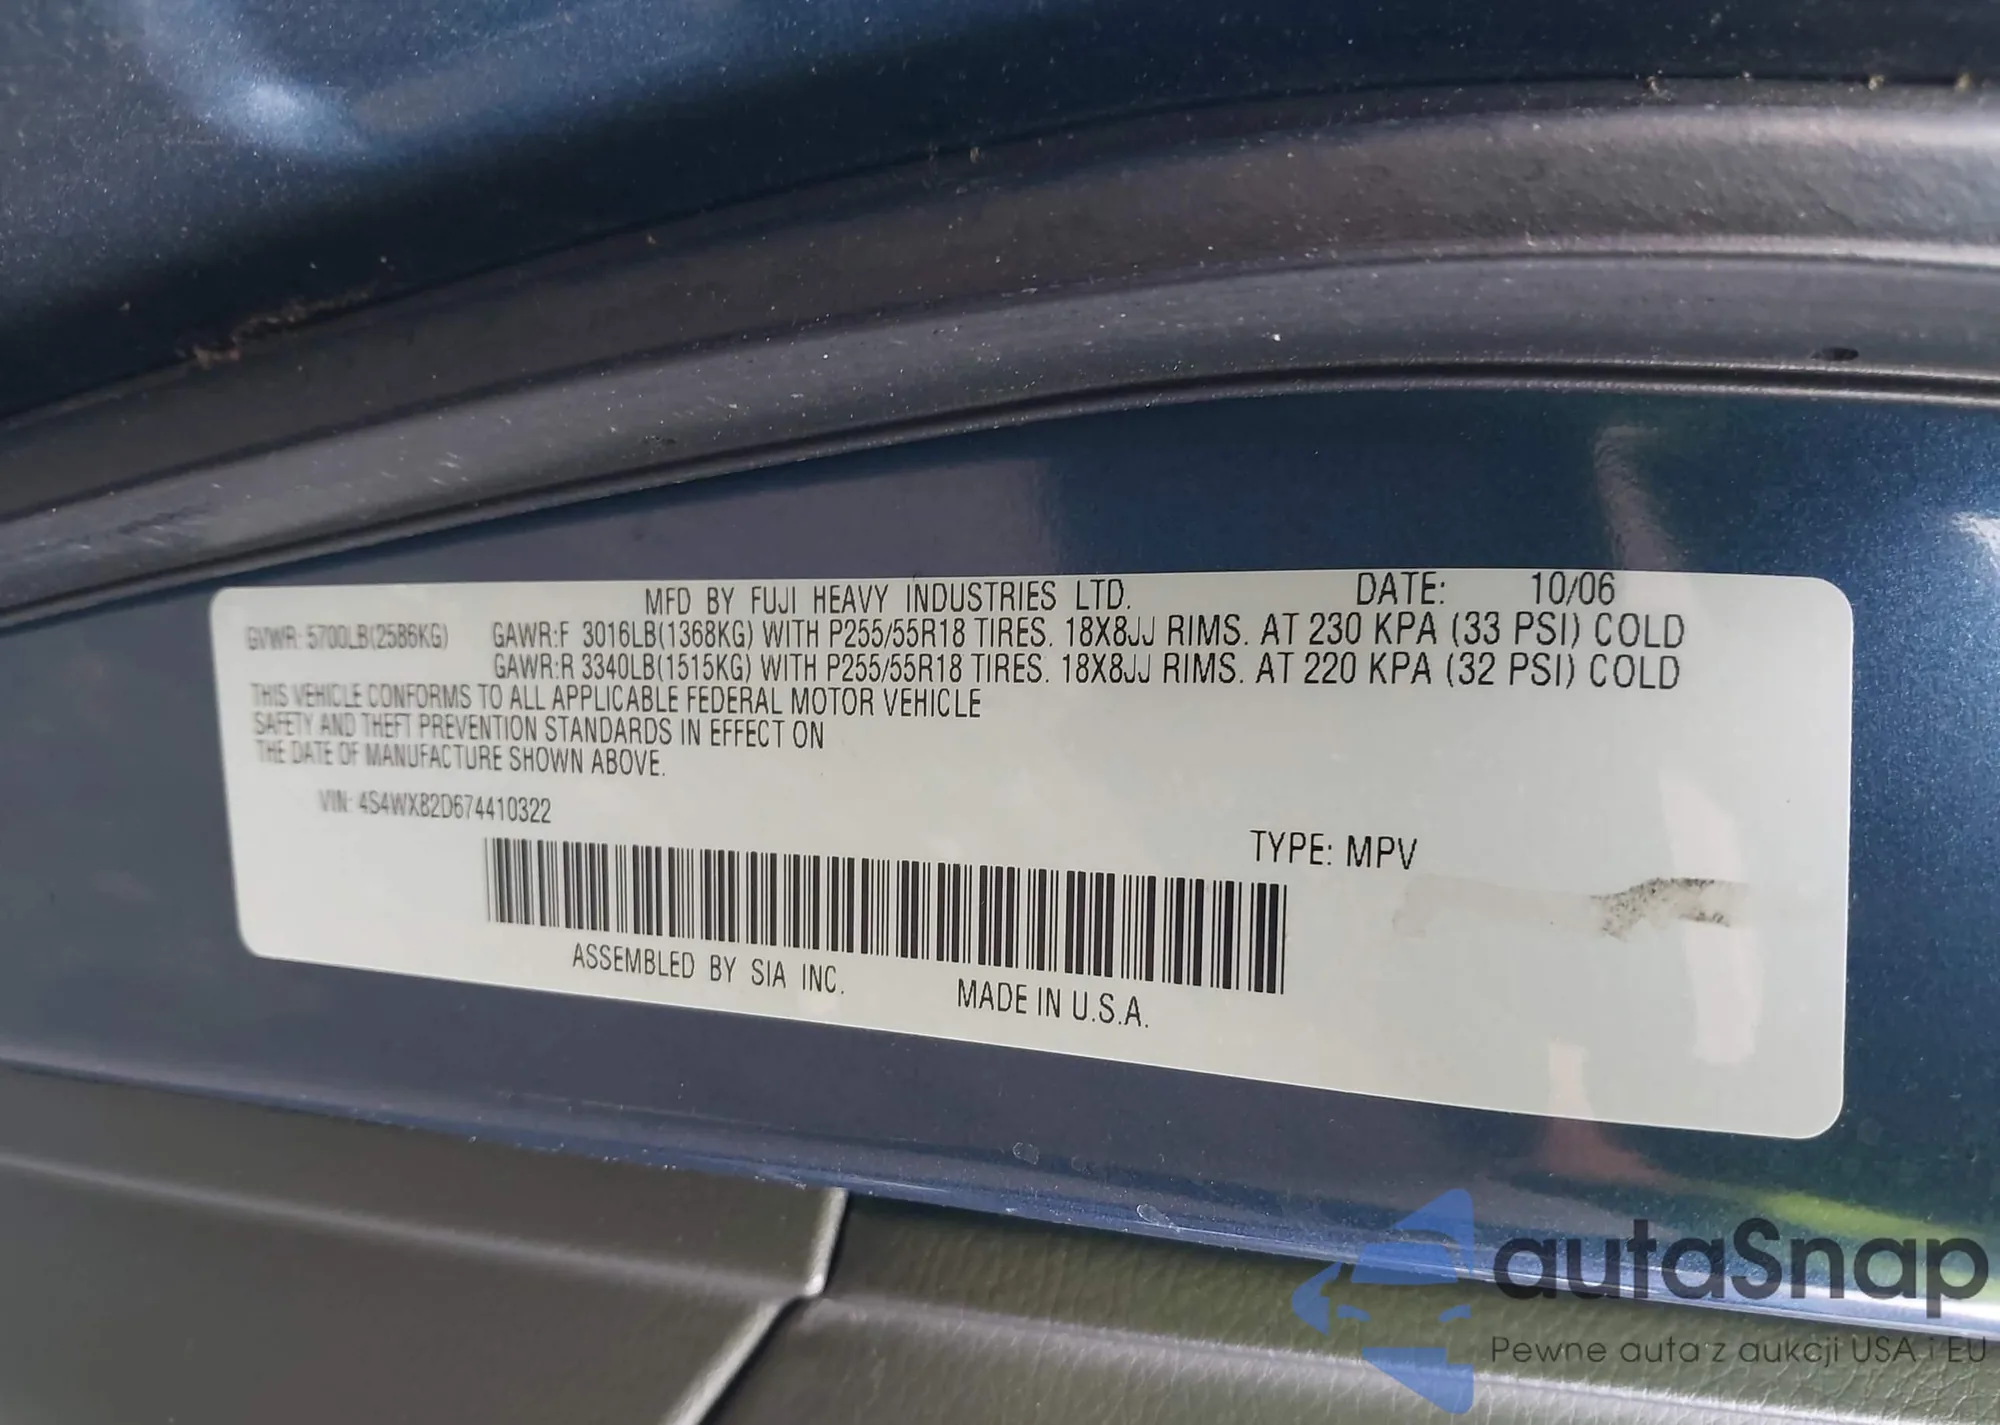 MFD BY FUJI HEAVY INDUSTRIES LTD. DATE: 10/06
GVWR: 5700LB(2586KG) GAWR:F 3016LB(1368KG) WITH P255/55R18 TIRES. 18X8JJ RIMS. AT 230 KPA (33 PSI) COLD
GAWR:R 3340LB(1515KG) WITH P255/55R18 TIRES. 18X8JJ RIMS. AT 220 KPA (32 PSI) COLD
THIS VEHICLE CONFORMS TO ALL APPLICABLE FEDERAL MOTOR VEHICLE
SAFETY AND THEFT PREVENTION STANDARDS IN EFFECT ON
THE DATE OF MANUFACTURE SHOWN ABOVE.
VIN: 4S4WX82D674410322
TYPE: MPV
ASSEMBLED BY SIA INC. MADE IN U.S.A.
autaSnap
Pewne auta z aukcji USA i EU